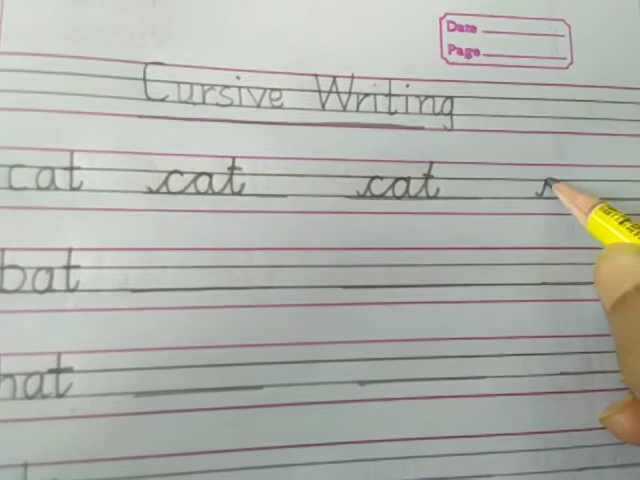 Date
Page
Cursive Writing
cat cat cat
bat
hat